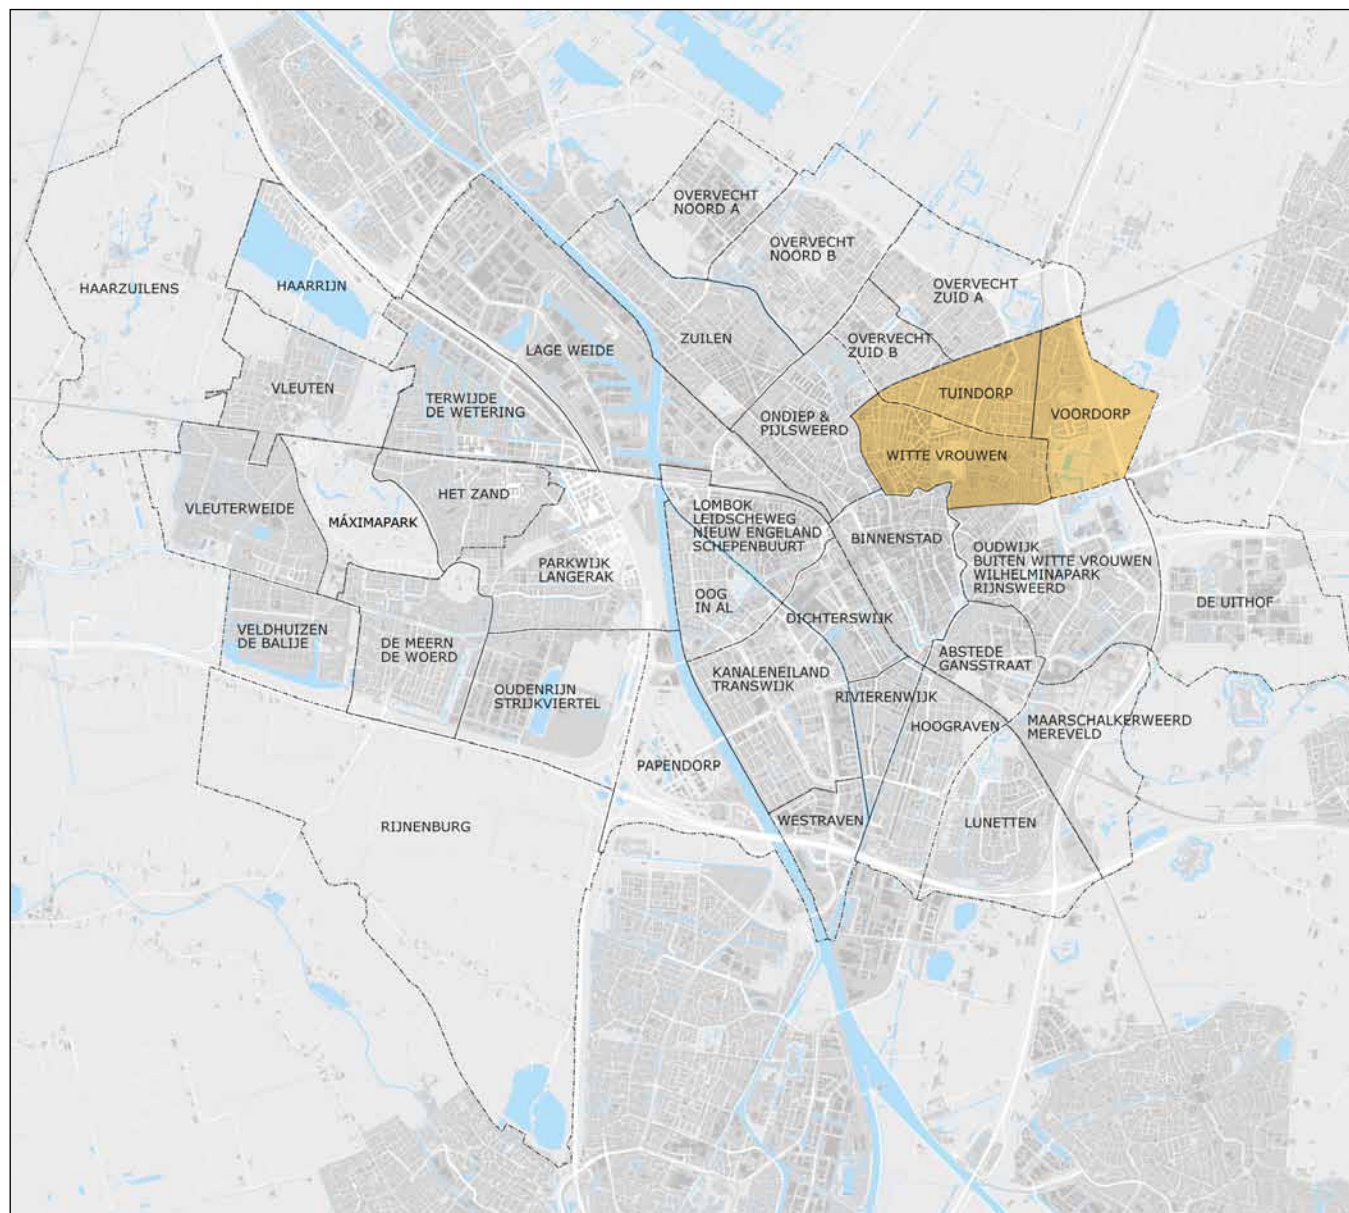 OVERVECHT
NOORD A
OVERVECHT
NOORD B
OVERVECHT
ZUID A
HAARZUILENS
HAARRIJN
LAGE WEIDE
ZUILEN
OVERVECHT
ZUID B
VLEUTEN
TERWIJDE
DE WETERING
TUINDORP
VOORDORP
ONDIEP &
PIJLSWEERD
WITTE VROUWEN
VLEUTERWEIDE
MÁXIMAPARK
HET ZAND
LOMBOK
LEIDSCHEWEG
NIEUW ENGELAND
SCHEPENBUURT
BINNENSTAD
OUDWIJK
BUITEN WITTE VROUWEN
WILHELMINAPARK
RIJNSWEERD
PARKWIJK
LANGERAK
OOG
IN AL
DE UITHOF
DICHTERSWIJK
VELDHUIZEN
DE BALIJE
DE MEERN
DE WOERD
ABSTEDE
GANSSTRAAT
KANALENEILAND
TRANSWIJK
OUDENRIJN
STRIJKVIERTEL
RIVIERENWIJK
HOOGRAVEN
MAARSCHALKERWEERD
MEREVELD
PAPENDORP
RIJNENBURG
WESTRAVEN
LUNETTEN